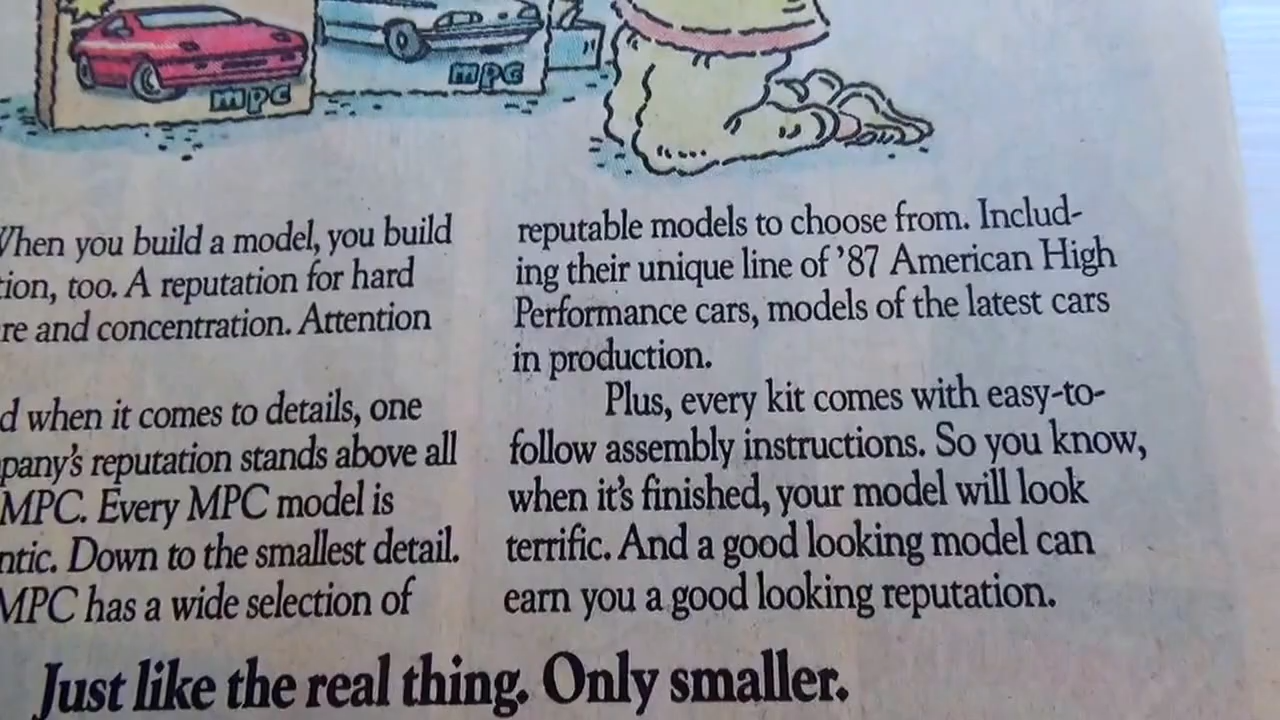 mpc
mpc
When you build a model, you build
tion, too. A reputation for hard
re and concentration. Attention
d when it comes to details, one
pany's reputation stands above all
MPC. Every MPC model is
ntic. Down to the smallest detail.
MPC has a wide selection of
reputable models to choose from. Includ-
ing their unique line of '87 American High
Performance cars, models of the latest cars
in production.
Plus, every kit comes with easy-to-
follow assembly instructions. So you know,
when it's finished, your model will look
terrific. And a good looking model can
earn you a good looking reputation.
Just like the real thing. Only smaller.